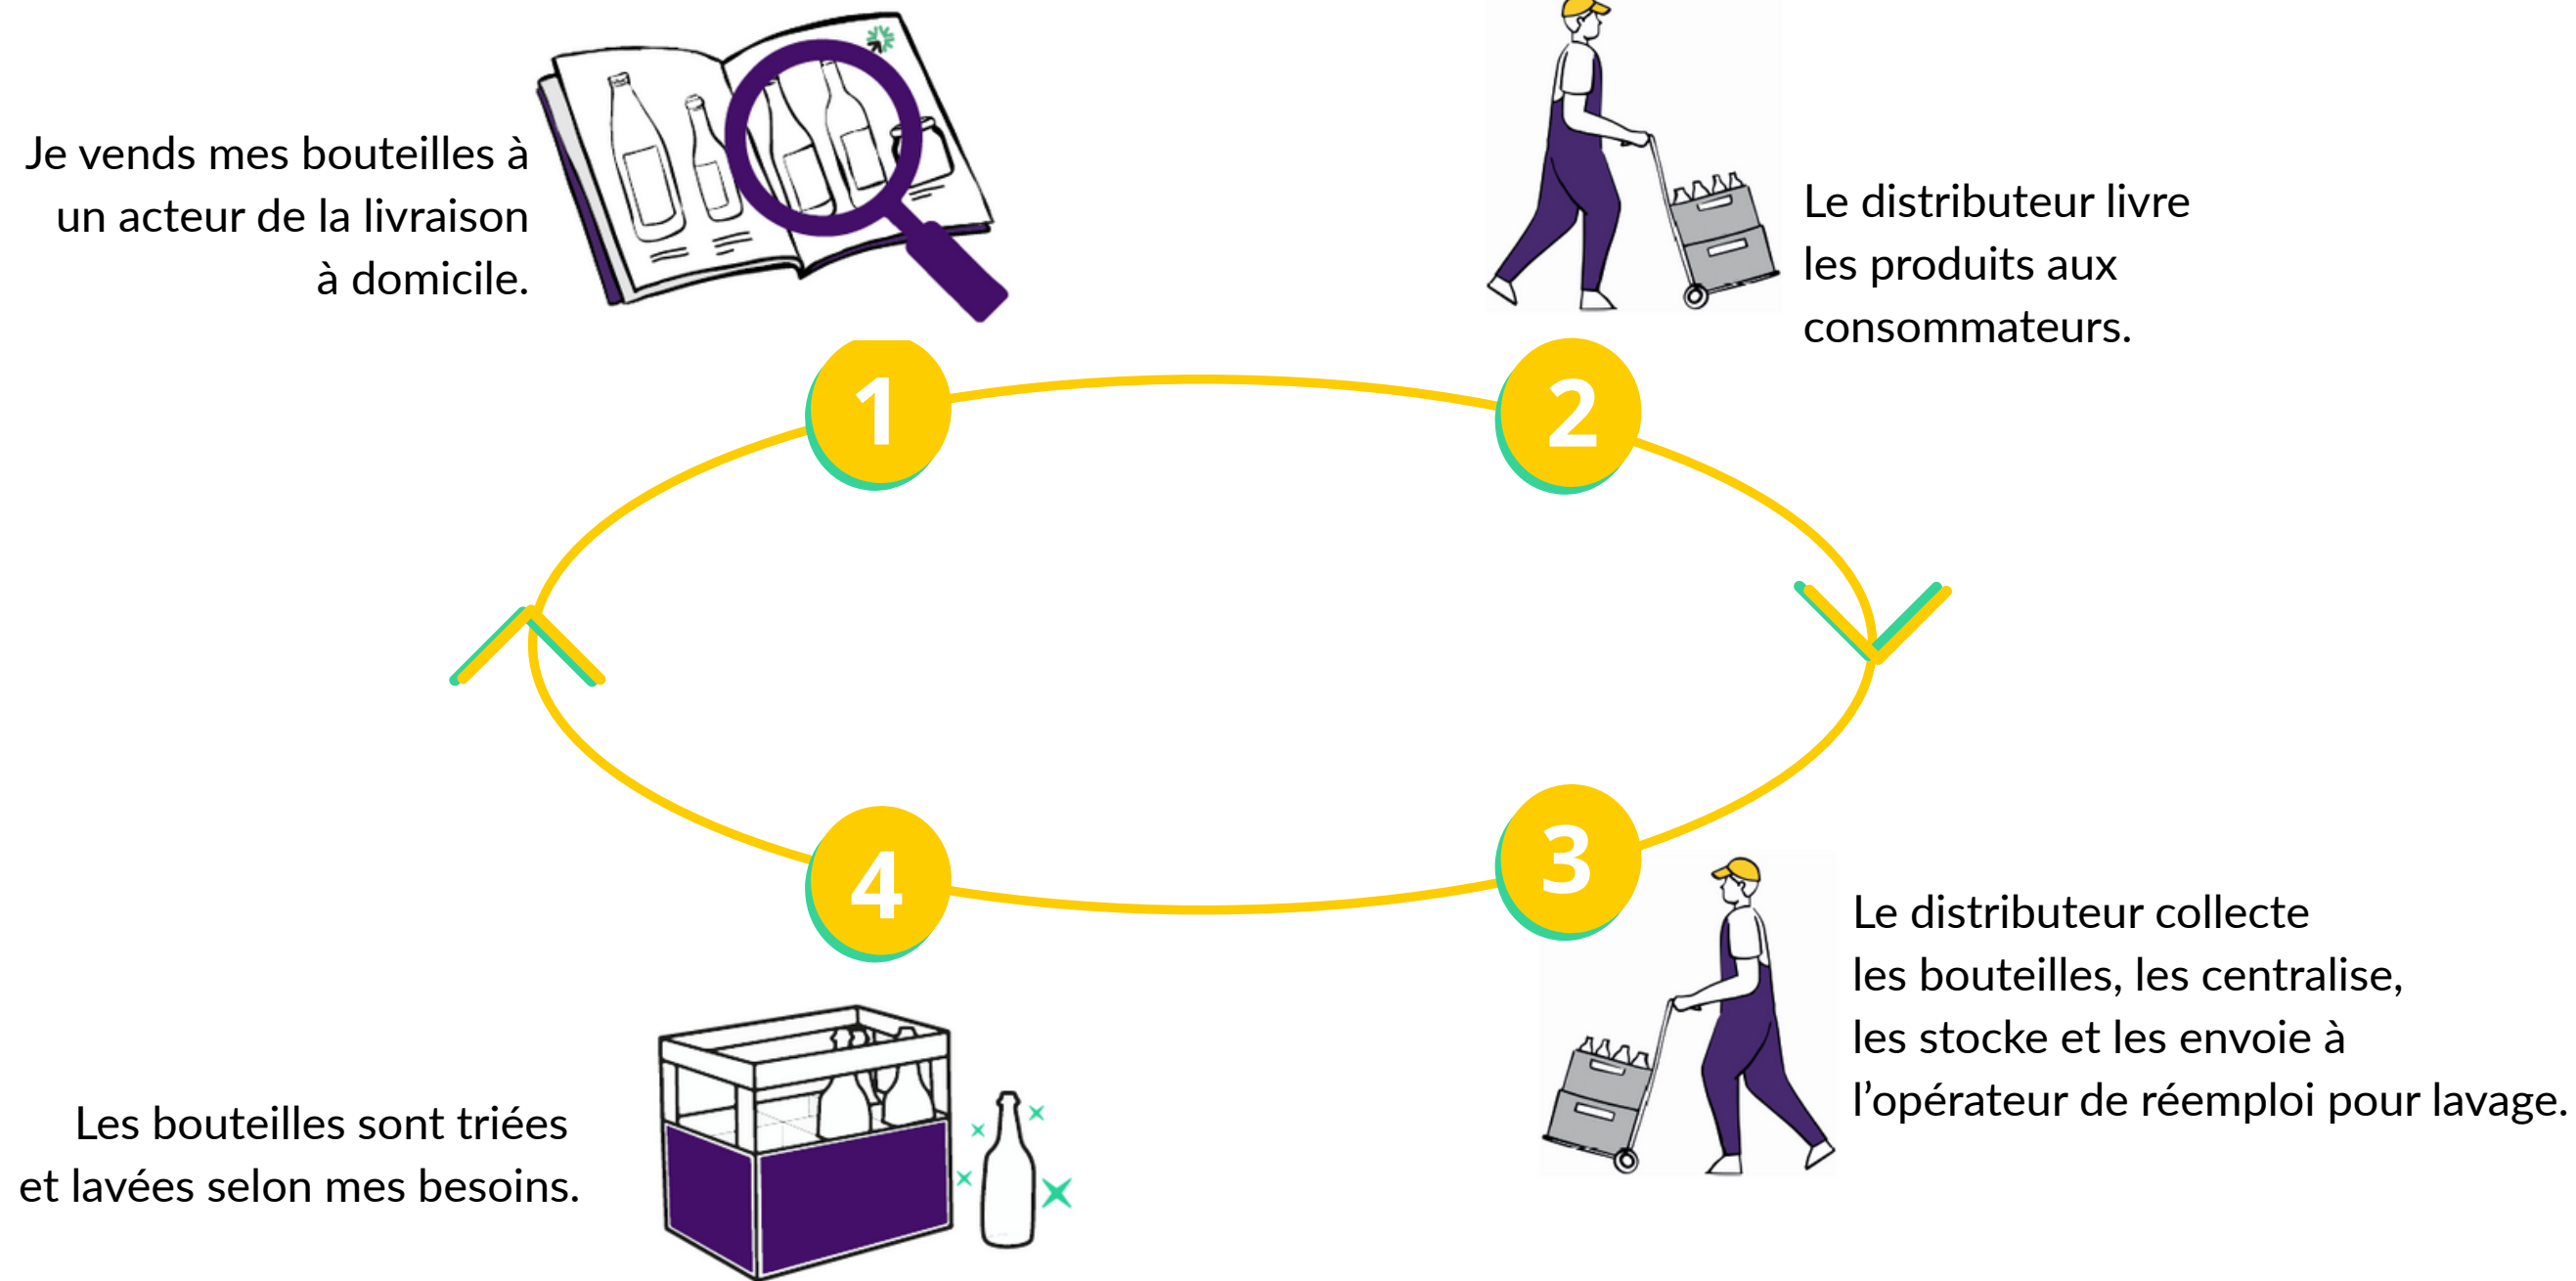 Je vends mes bouteilles à
un acteur de la livraison
à domicile.
Le distributeur livre
les produits aux
consommateurs.
1
2
4
3
Le distributeur collecte
les bouteilles, les centralise,
les stocke et les envoie à
l’opérateur de réemploi pour lavage.
Les bouteilles sont triées
et lavées selon mes besoins.